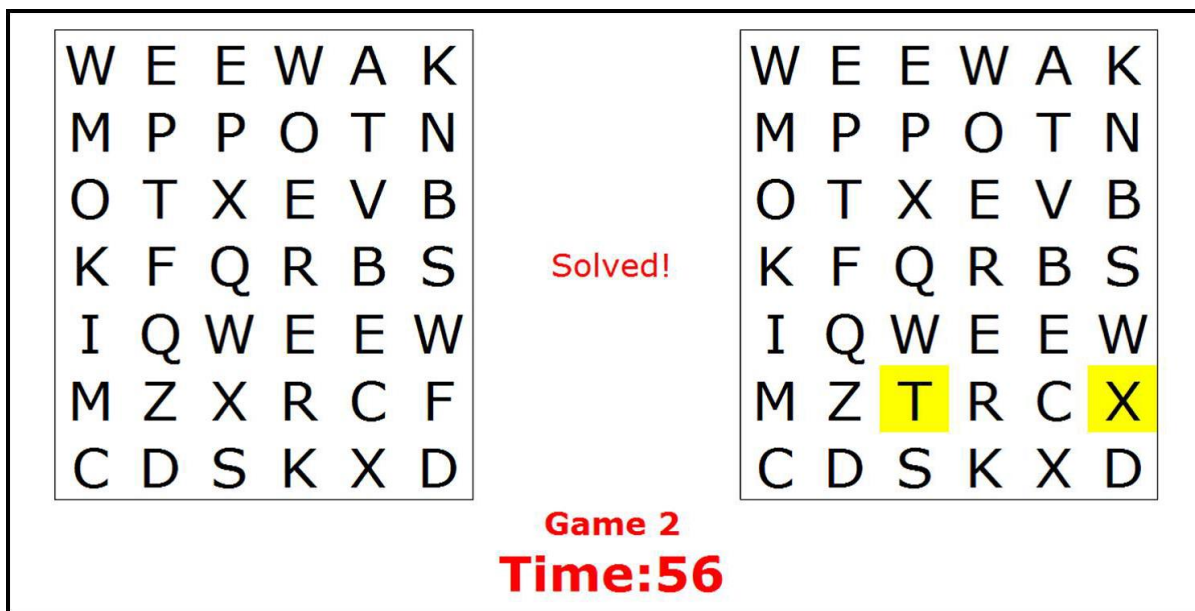 W E E W A K
M P P O T N
O T X E V B
K F Q R B S
I Q W E E W
M Z X R C F
C D S K X D
Solved!
W E E W A K
M P P O T N
O T X E V B
K F Q R B S
I Q W E E W
M Z T R C X
C D S K X D
Game 2
Time:56